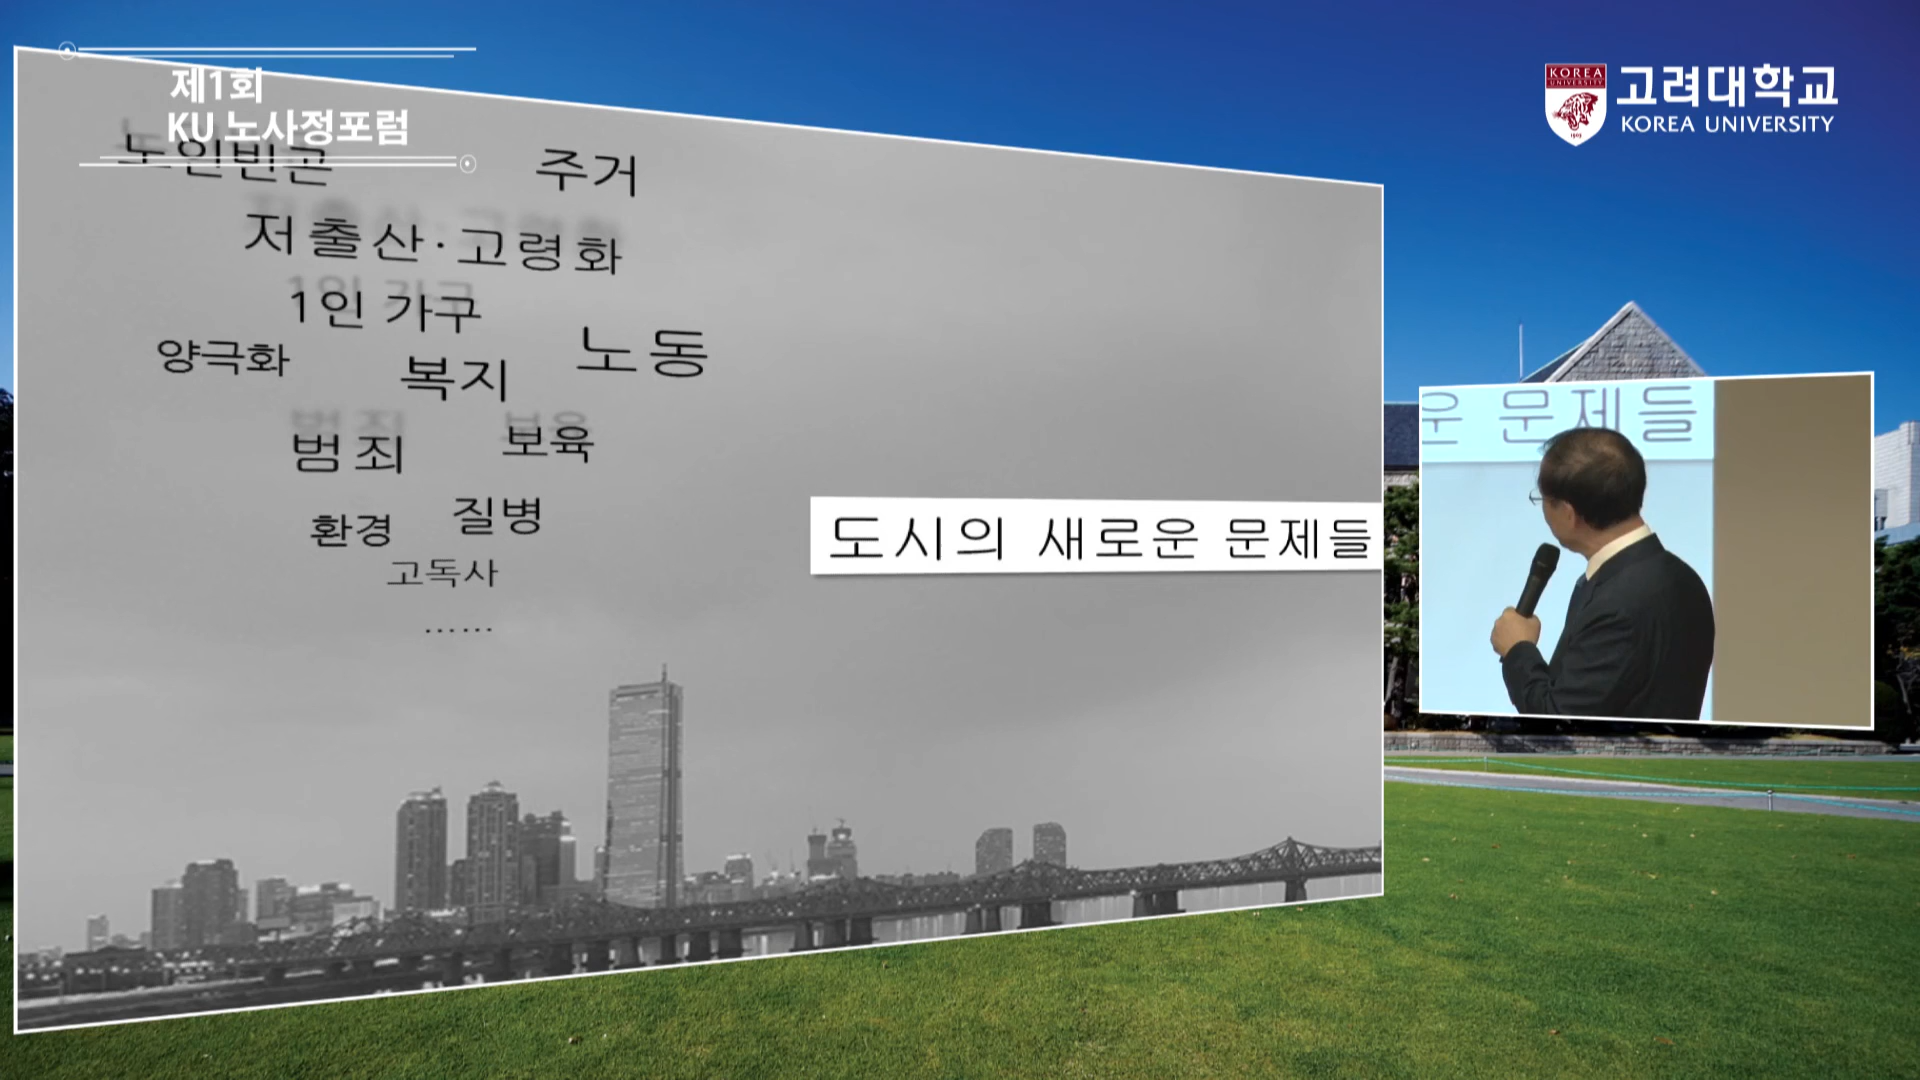 제1회
KU 노사정포럼
노인빈곤
주거
저출산·고령화
1인 가구
양극화
복지
노동
범죄
보육
환경
질병
고독사
······
도시의 새로운 문제들
KOREA
UNIVERSITY
1905
고려대학교
KOREA UNIVERSITY
운 문제들